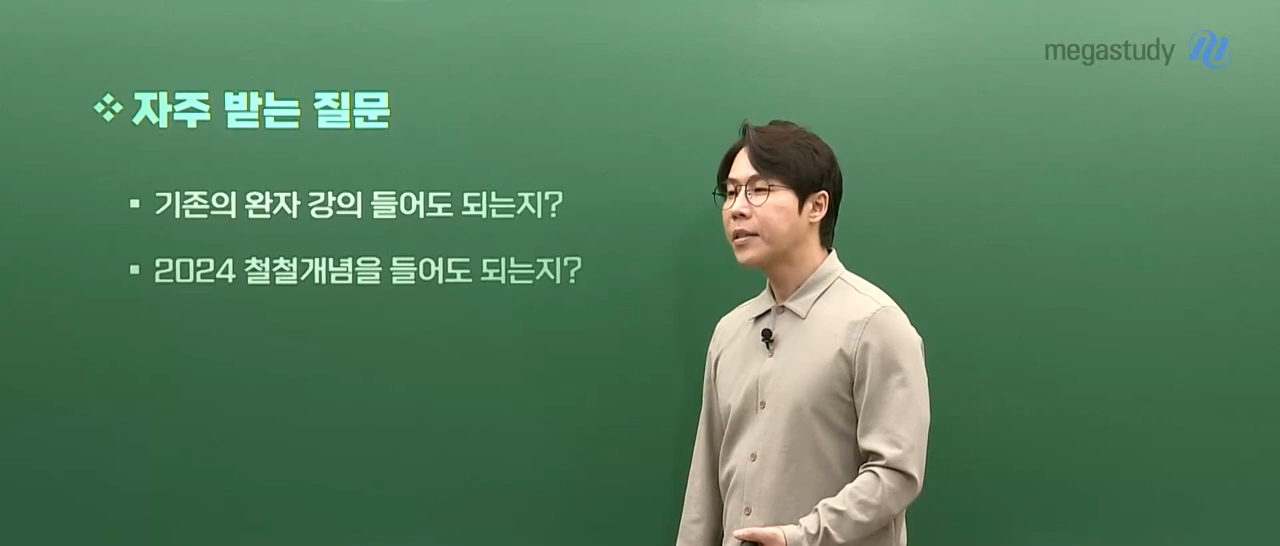 megastudy
자주 받는 질문
기존의 완자 강의 들어도 되는지?
2024 철철개념을 들어도 되는지?